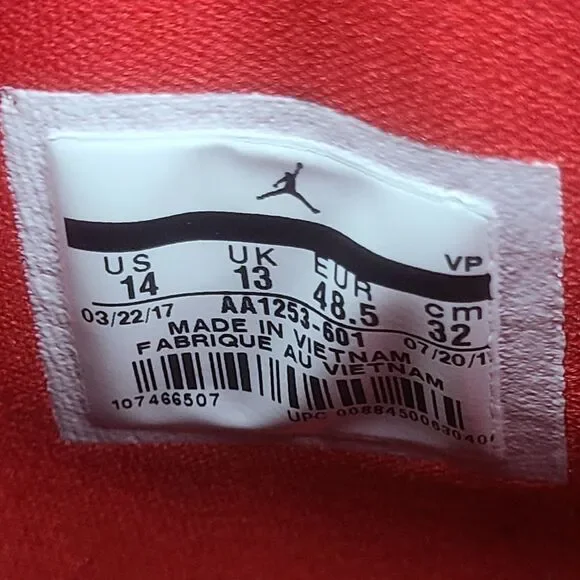 US UK EUR cm VP
14 13 48.5 32
03/22/17 AA1253-601 07/20/1
MADE IN VIETNAM
FABRIQUE AU VIETNAM
107466507
UPC